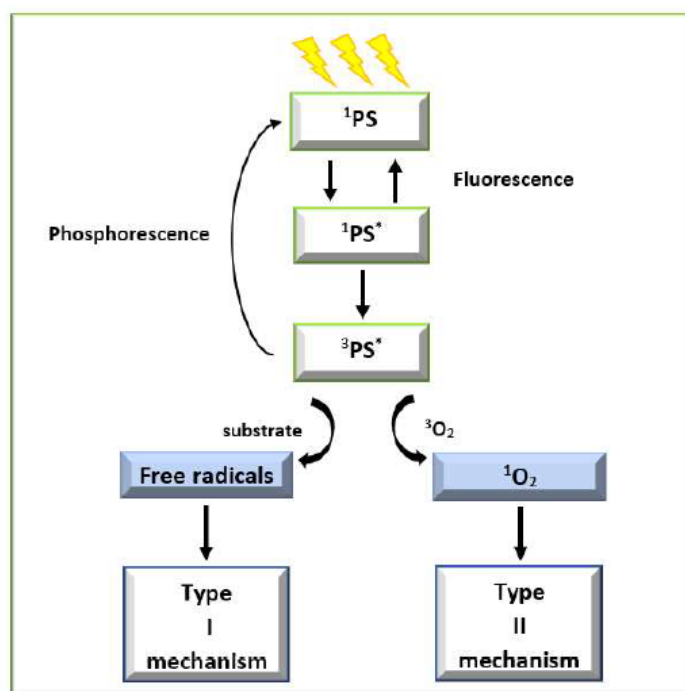 ¹PS
Fluorescence
Phosphorescence
¹PS*
³PS*
substrate
³O₂
Free radicals
¹O₂
Type
I
mechanism
Type
II
mechanism